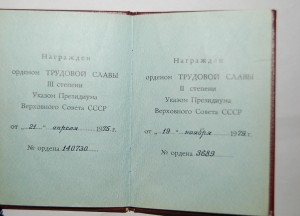 Награжден
орденом ТРУДОВОЙ СЛАВЫ
III степени
Указом Президиума
Верховного Совета СССР
от „21" апреля 1975 г.
№ ордена 140730
Награжден
орденом ТРУДОВОЙ СЛАВЫ
II степени
Указом Президиума
Верховного Совета СССР
от „19" ноября 1978 г.
№ ордена 3689